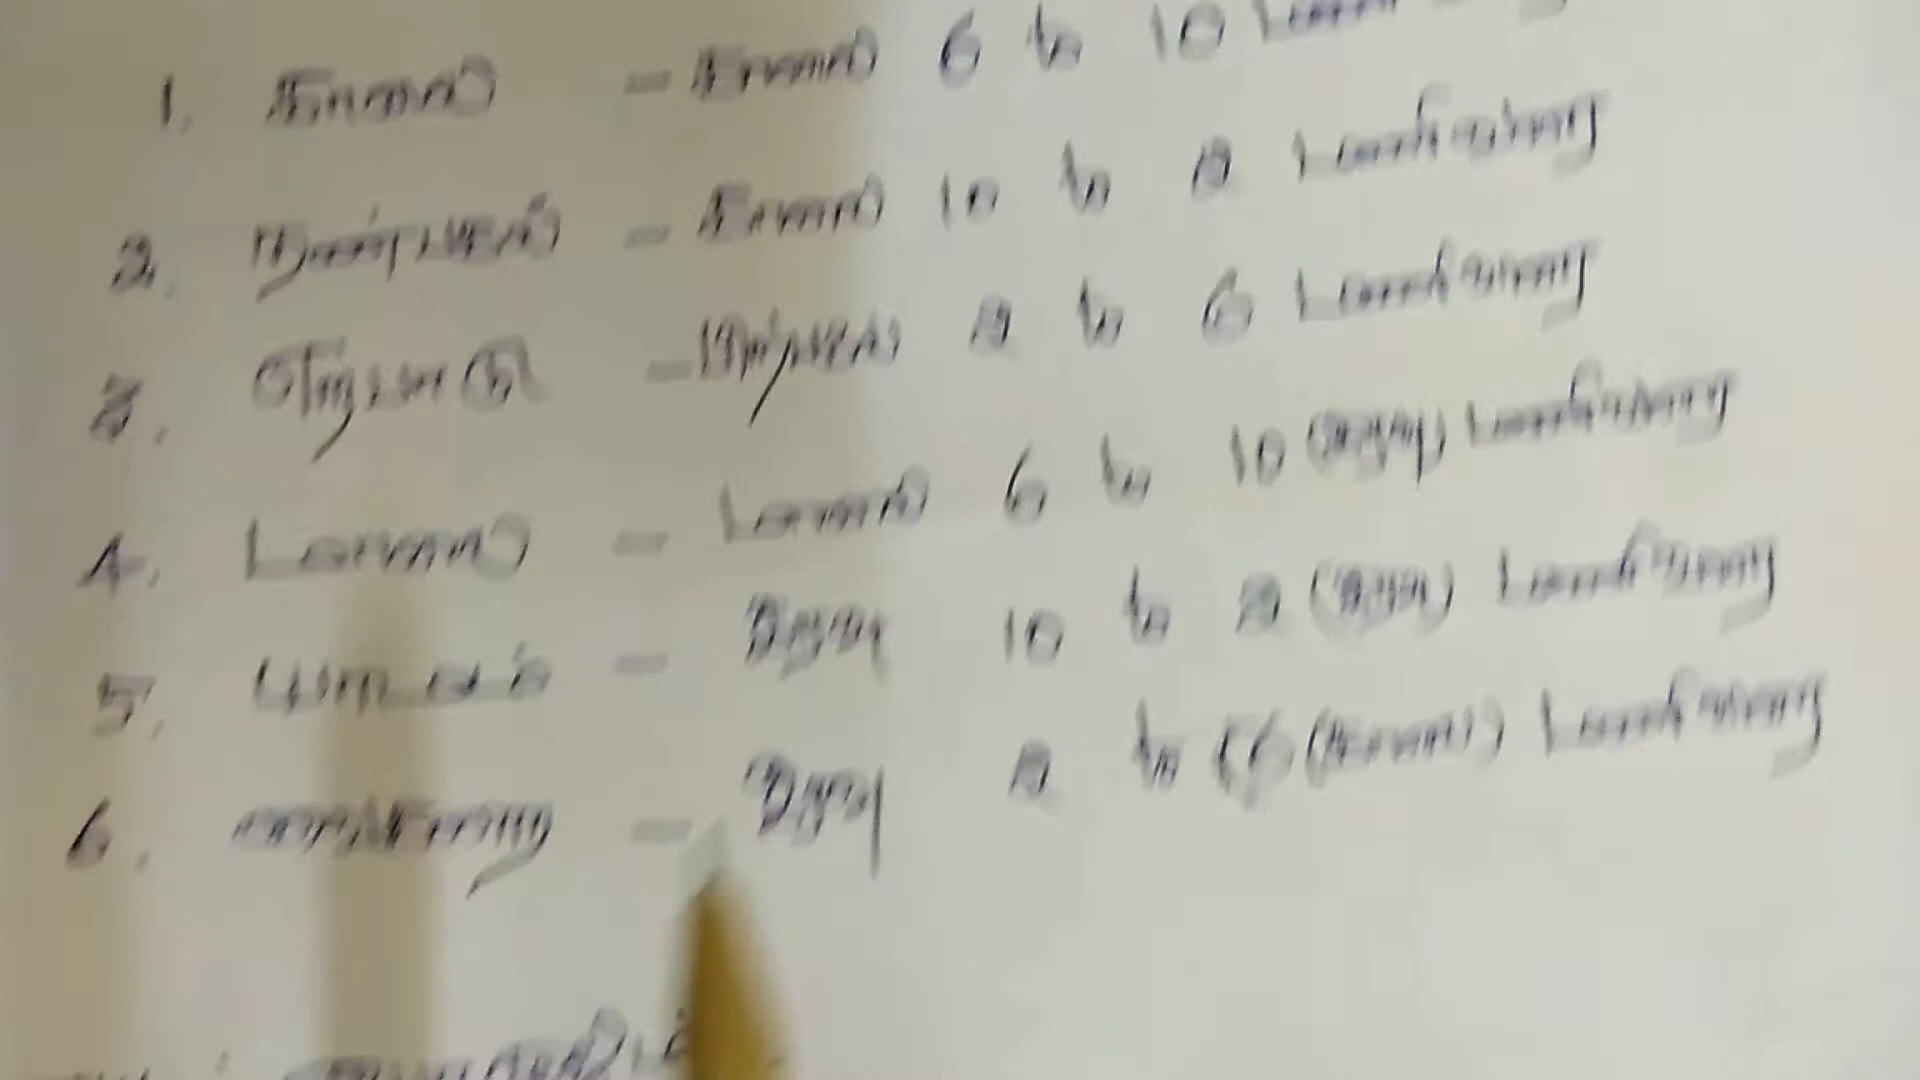 1. காலை - காலை 6 to 10
2. நண்பகல் - காலை 10 to 2 மணிவரை
3. எற்பாடு - நண்பகல் 2 to 6 மணிவரை
4. மாலை - மாலை 6 to 10 (இரவு) மணிவரை
5. யாமம் - இரவு 10 to 2 (இரவு) மணிவரை
6. வைகறை - இரவு 2 to 6 (காலை) மணிவரை